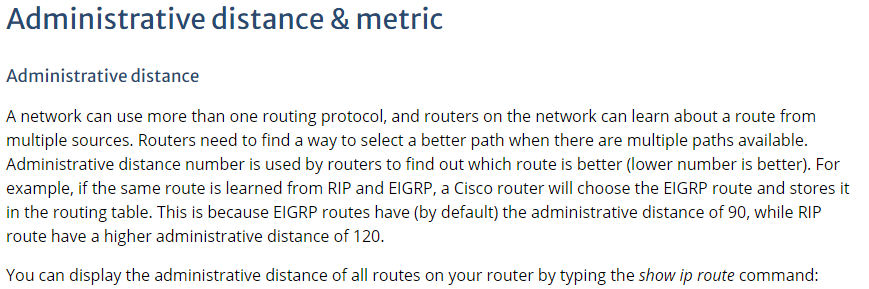 Administrative distance & metric
Administrative distance
A network can use more than one routing protocol, and routers on the network can learn about a route from
multiple sources. Routers need to find a way to select a better path when there are multiple paths available.
Administrative distance number is used by routers to find out which route is better (lower number is better). For
example, if the same route is learned from RIP and EIGRP, a Cisco router will choose the EIGRP route and stores it
in the routing table. This is because EIGRP routes have (by default) the administrative distance of 90, while RIP
route have a higher administrative distance of 120.
You can display the administrative distance of all routes on your router by typing the show ip route command: